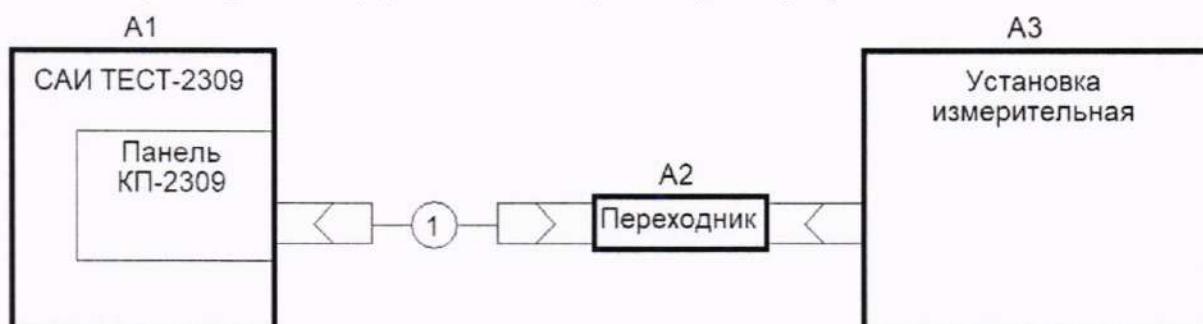 А1
А3
САИ ТЕСТ-2309
Установка
измерительная
Панель
КП-2309
А2
1
Переходник